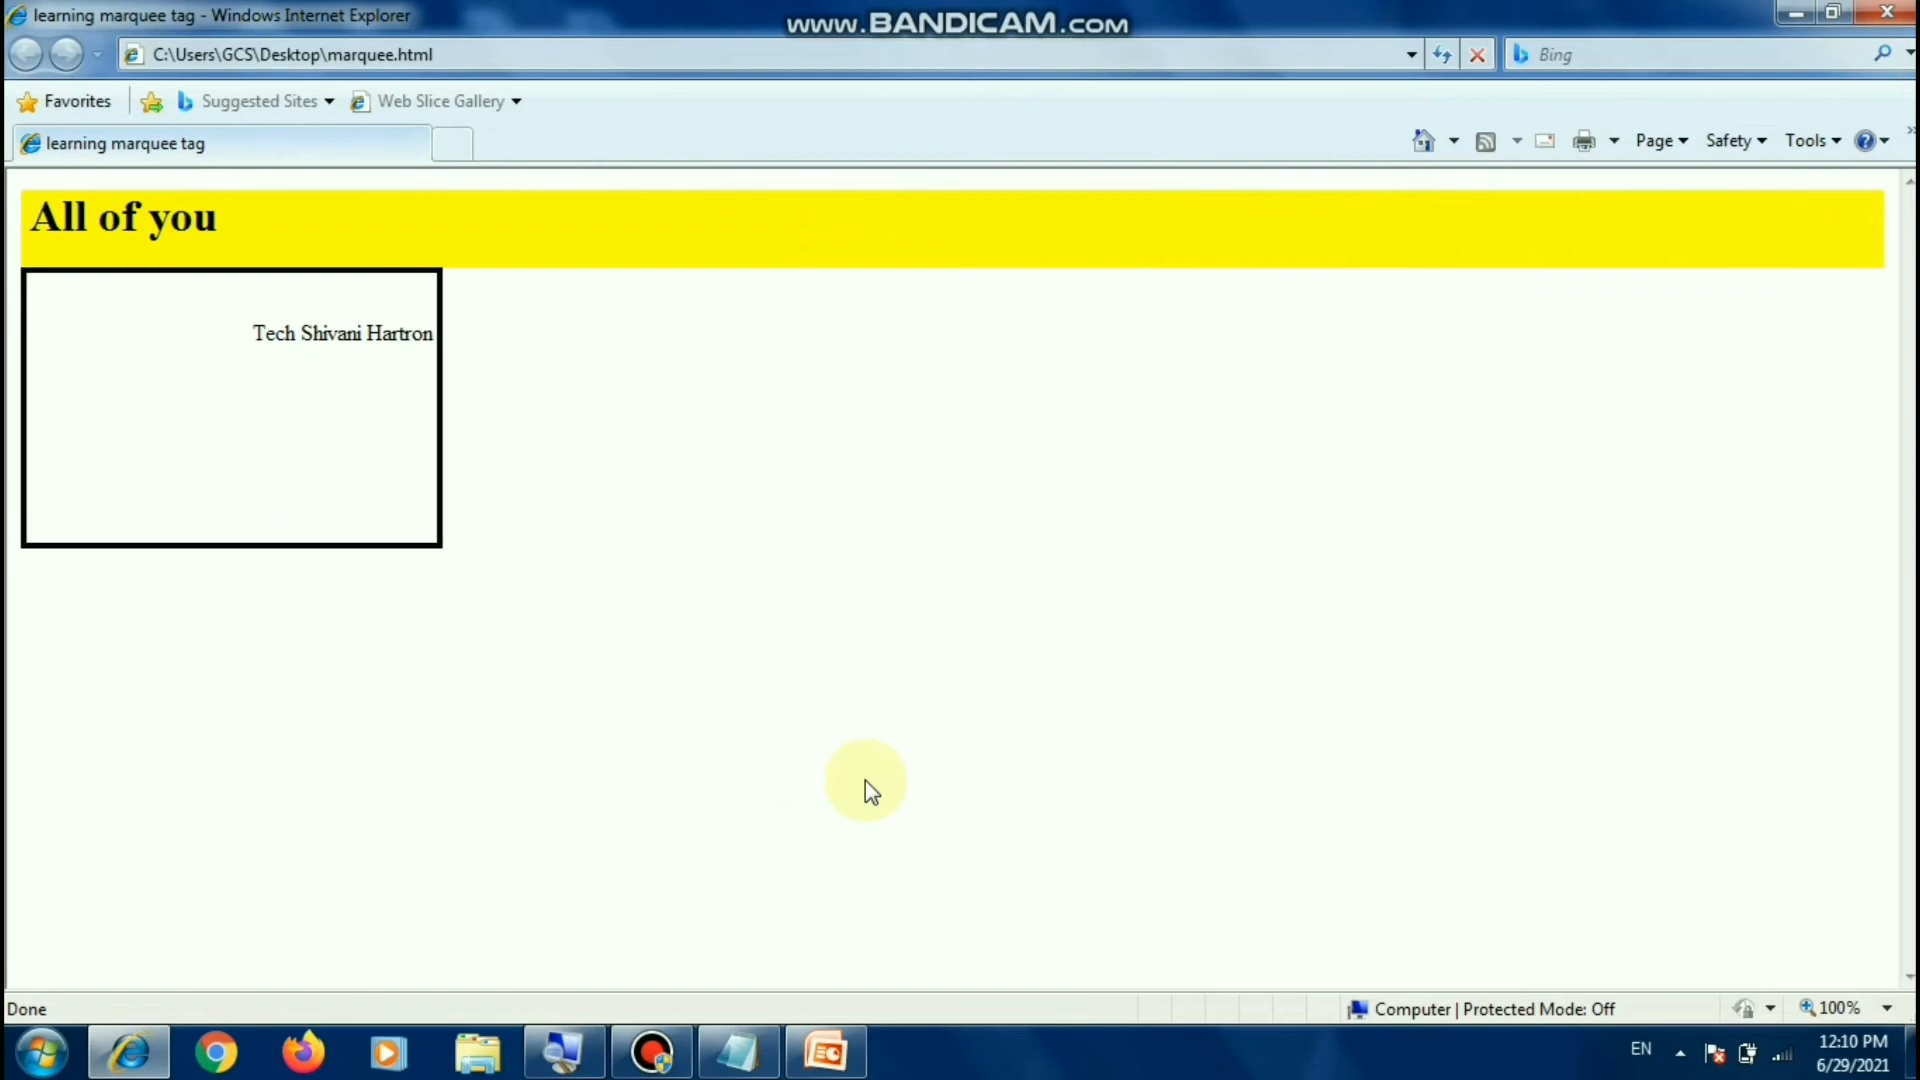 learning marquee tag - Windows Internet Explorer
www.BANDICAM.com
C:\Users\GCS\Desktop\marquee.html
Bing
Favorites
Suggested Sites
Web Slice Gallery
learning marquee tag
Page
Safety
Tools
All of you
Tech Shivani Hartron
Done
Computer | Protected Mode: Off
100%
EN
12:10 PM
6/29/2021